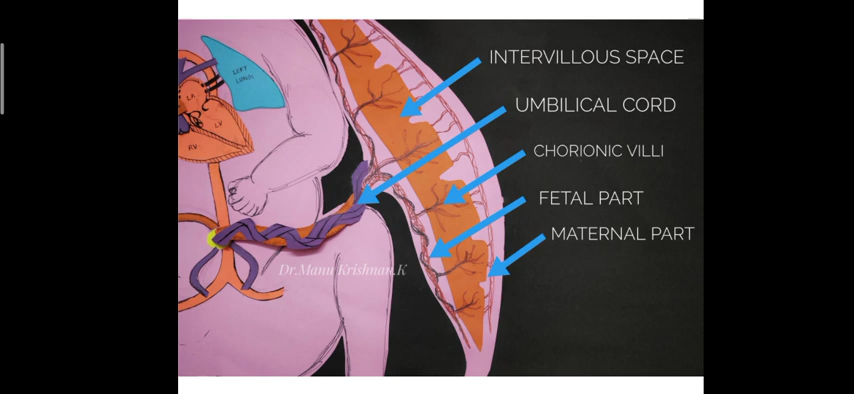 INTERVILLOUS SPACE
UMBILICAL CORD
CHORIONIC VILLI
FETAL PART
MATERNAL PART
LEFT
LUNG
LA
LV
RV
Dr.Manu Krishnan.K